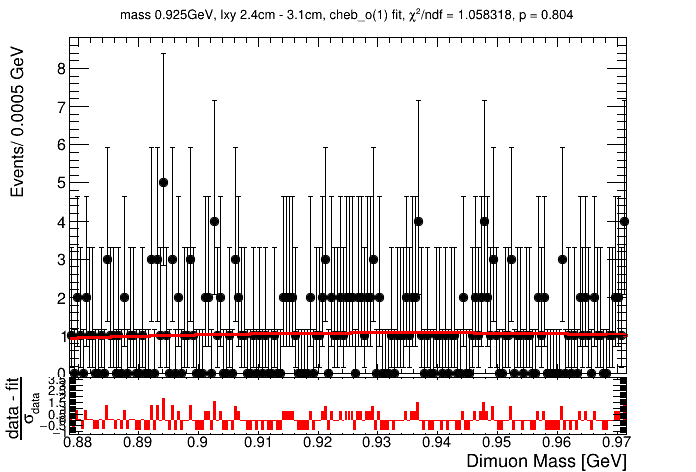 mass 0.925GeV, lxy 2.4cm - 3.1cm, cheb_o(1) fit, χ²/ndf = 1.058318, p = 0.804
Events/ 0.0005 GeV
8
7
6
5
4
3
2
1
0
data - fit
σdata
0.88 0.89 0.9 0.91 0.92 0.93 0.94 0.95 0.96 0.97
Dimuon Mass [GeV]